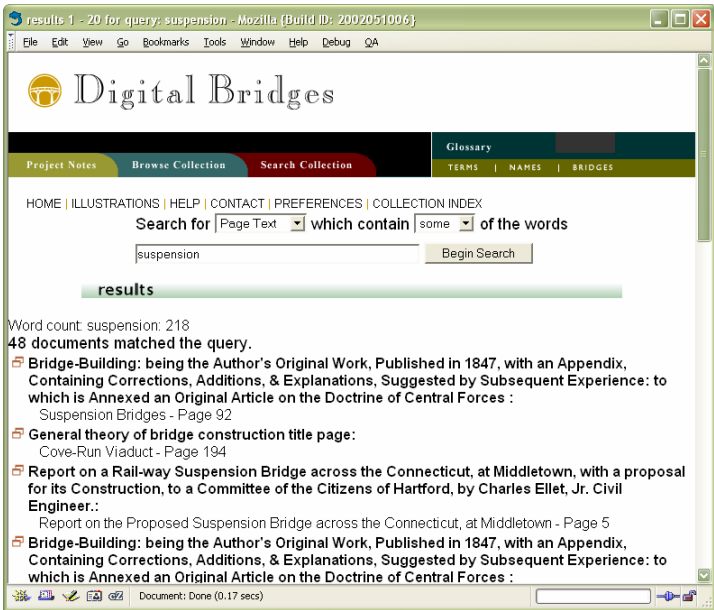 results 1 - 20 for query: suspension - Mozilla {Build ID: 2002051006}
File Edit View Go Bookmarks Tools Window Help Debug QA
Digital Bridges
Glossary
Project Notes Browse Collection Search Collection
TERMS | NAMES | BRIDGES
HOME | ILLUSTRATIONS | HELP | CONTACT | PREFERENCES | COLLECTION INDEX
Search for Page Text which contain some of the words
suspension Begin Search
results
Word count: suspension: 218
48 documents matched the query.
Bridge-Building: being the Author's Original Work, Published in 1847, with an Appendix,
Containing Corrections, Additions, & Explanations, Suggested by Subsequent Experience: to
which is Annexed an Original Article on the Doctrine of Central Forces :
Suspension Bridges - Page 92
General theory of bridge construction title page:
Cove-Run Viaduct - Page 194
Report on a Rail-way Suspension Bridge across the Connecticut, at Middletown, with a proposal
for its Construction, to a Committee of the Citizens of Hartford, by Charles Ellet, Jr. Civil
Engineer.:
Report on the Proposed Suspension Bridge across the Connecticut, at Middletown - Page 5
Bridge-Building: being the Author's Original Work, Published in 1847, with an Appendix,
Containing Corrections, Additions, & Explanations, Suggested by Subsequent Experience: to
which is Annexed an Original Article on the Doctrine of Central Forces :
Document: Done (0.17 secs)